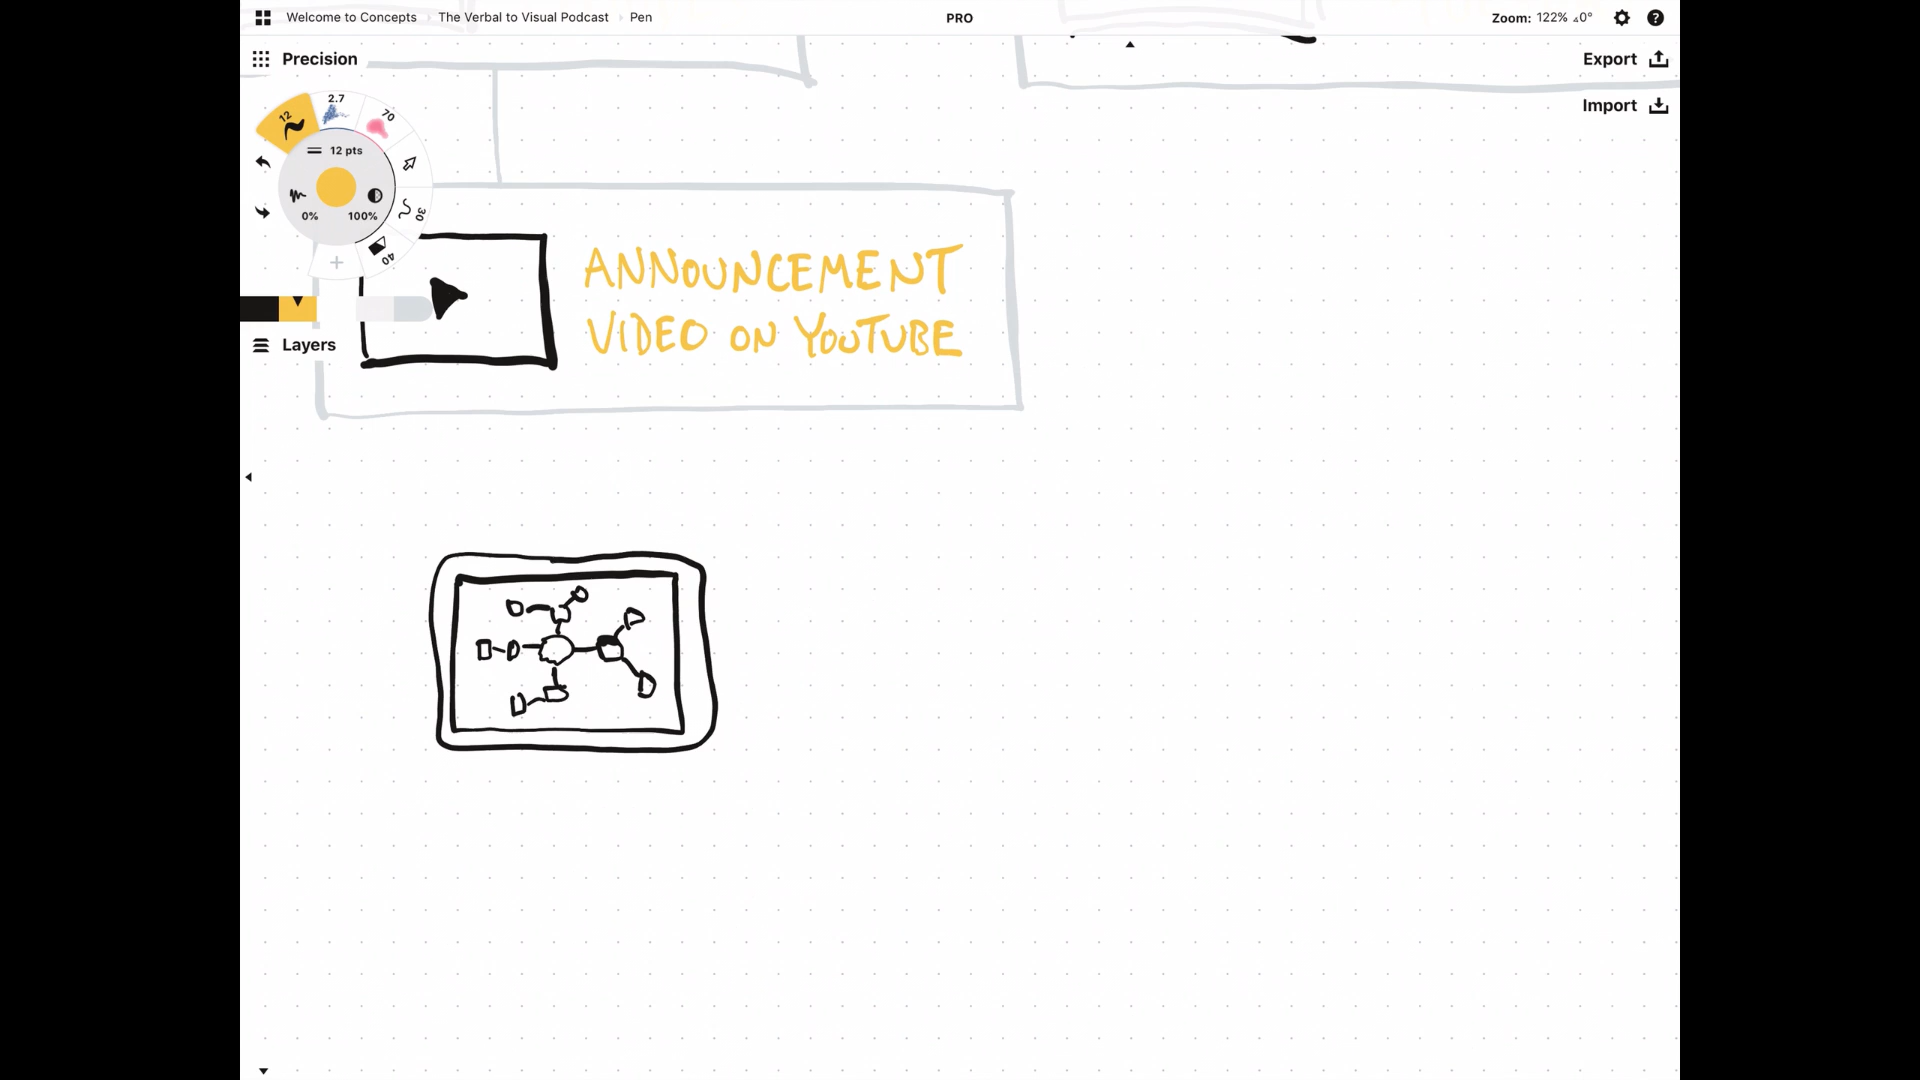 Welcome to Concepts › The Verbal to Visual Podcast › Pen
PRO
Zoom: 122% ⊿0°
Precision
Export
Import
2.7
12
70
12 pts
0%
100%
30
40
Layers
ANNOUNCEMENT
VIDEO ON YOUTUBE